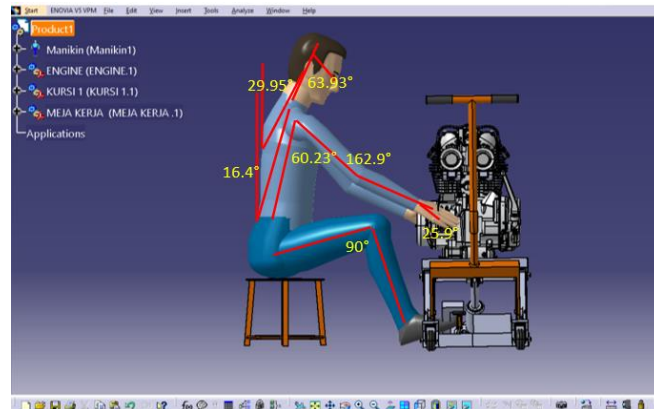 Start ENOVIA V5 VPM File Edit View Insert Tools Analyze Window Help
Product1
Manikin (Manikin1)
ENGINE (ENGINE.1)
KURSI 1 (KURSI 1.1)
MEJA KERJA (MEJA KERJA .1)
Applications
29.95°
63.93°
60.23°
162.9°
16.4°
25.9°
90°